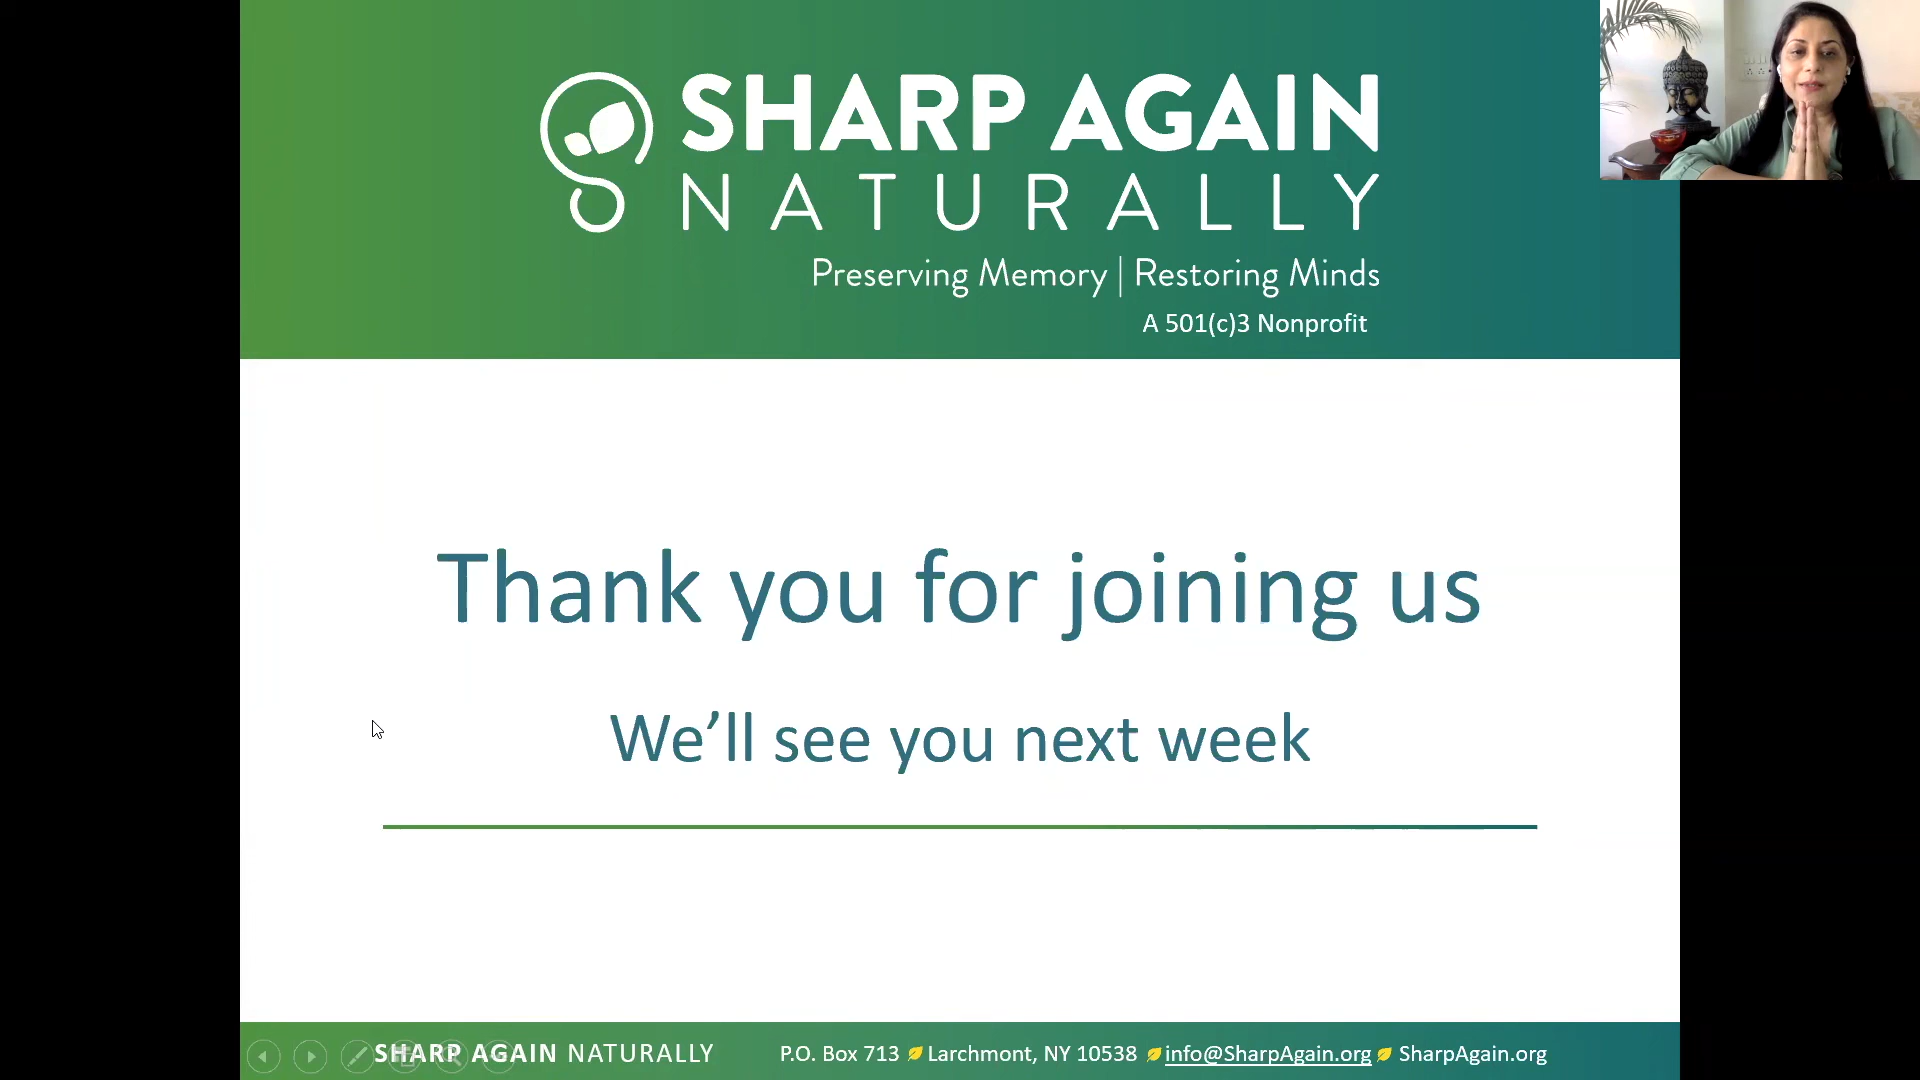 SHARP AGAIN
NATURALLY
Preserving Memory | Restoring Minds
A 501(c)3 Nonprofit
Thank you for joining us
We’ll see you next week
SHARP AGAIN NATURALLY P.O. Box 713 Larchmont, NY 10538 info@SharpAgain.org SharpAgain.org